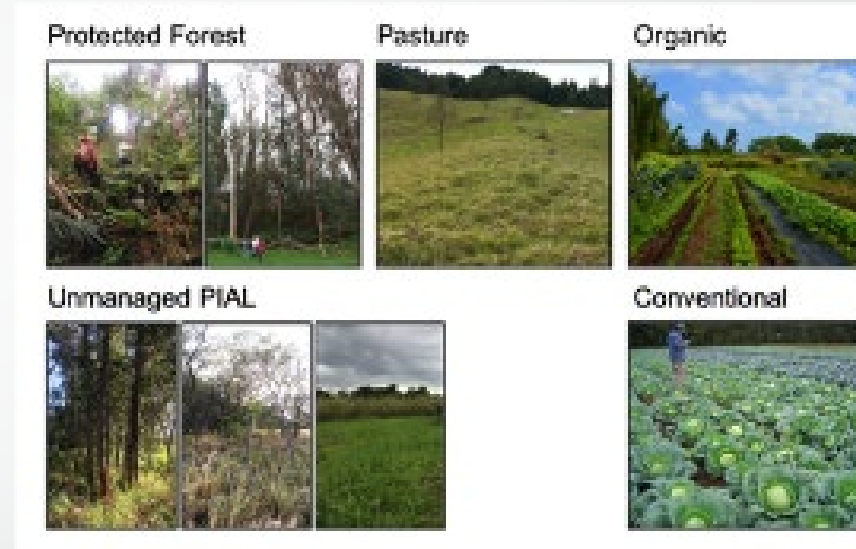 Protected Forest
Pasture
Organic
Unmanaged PIAL
Conventional